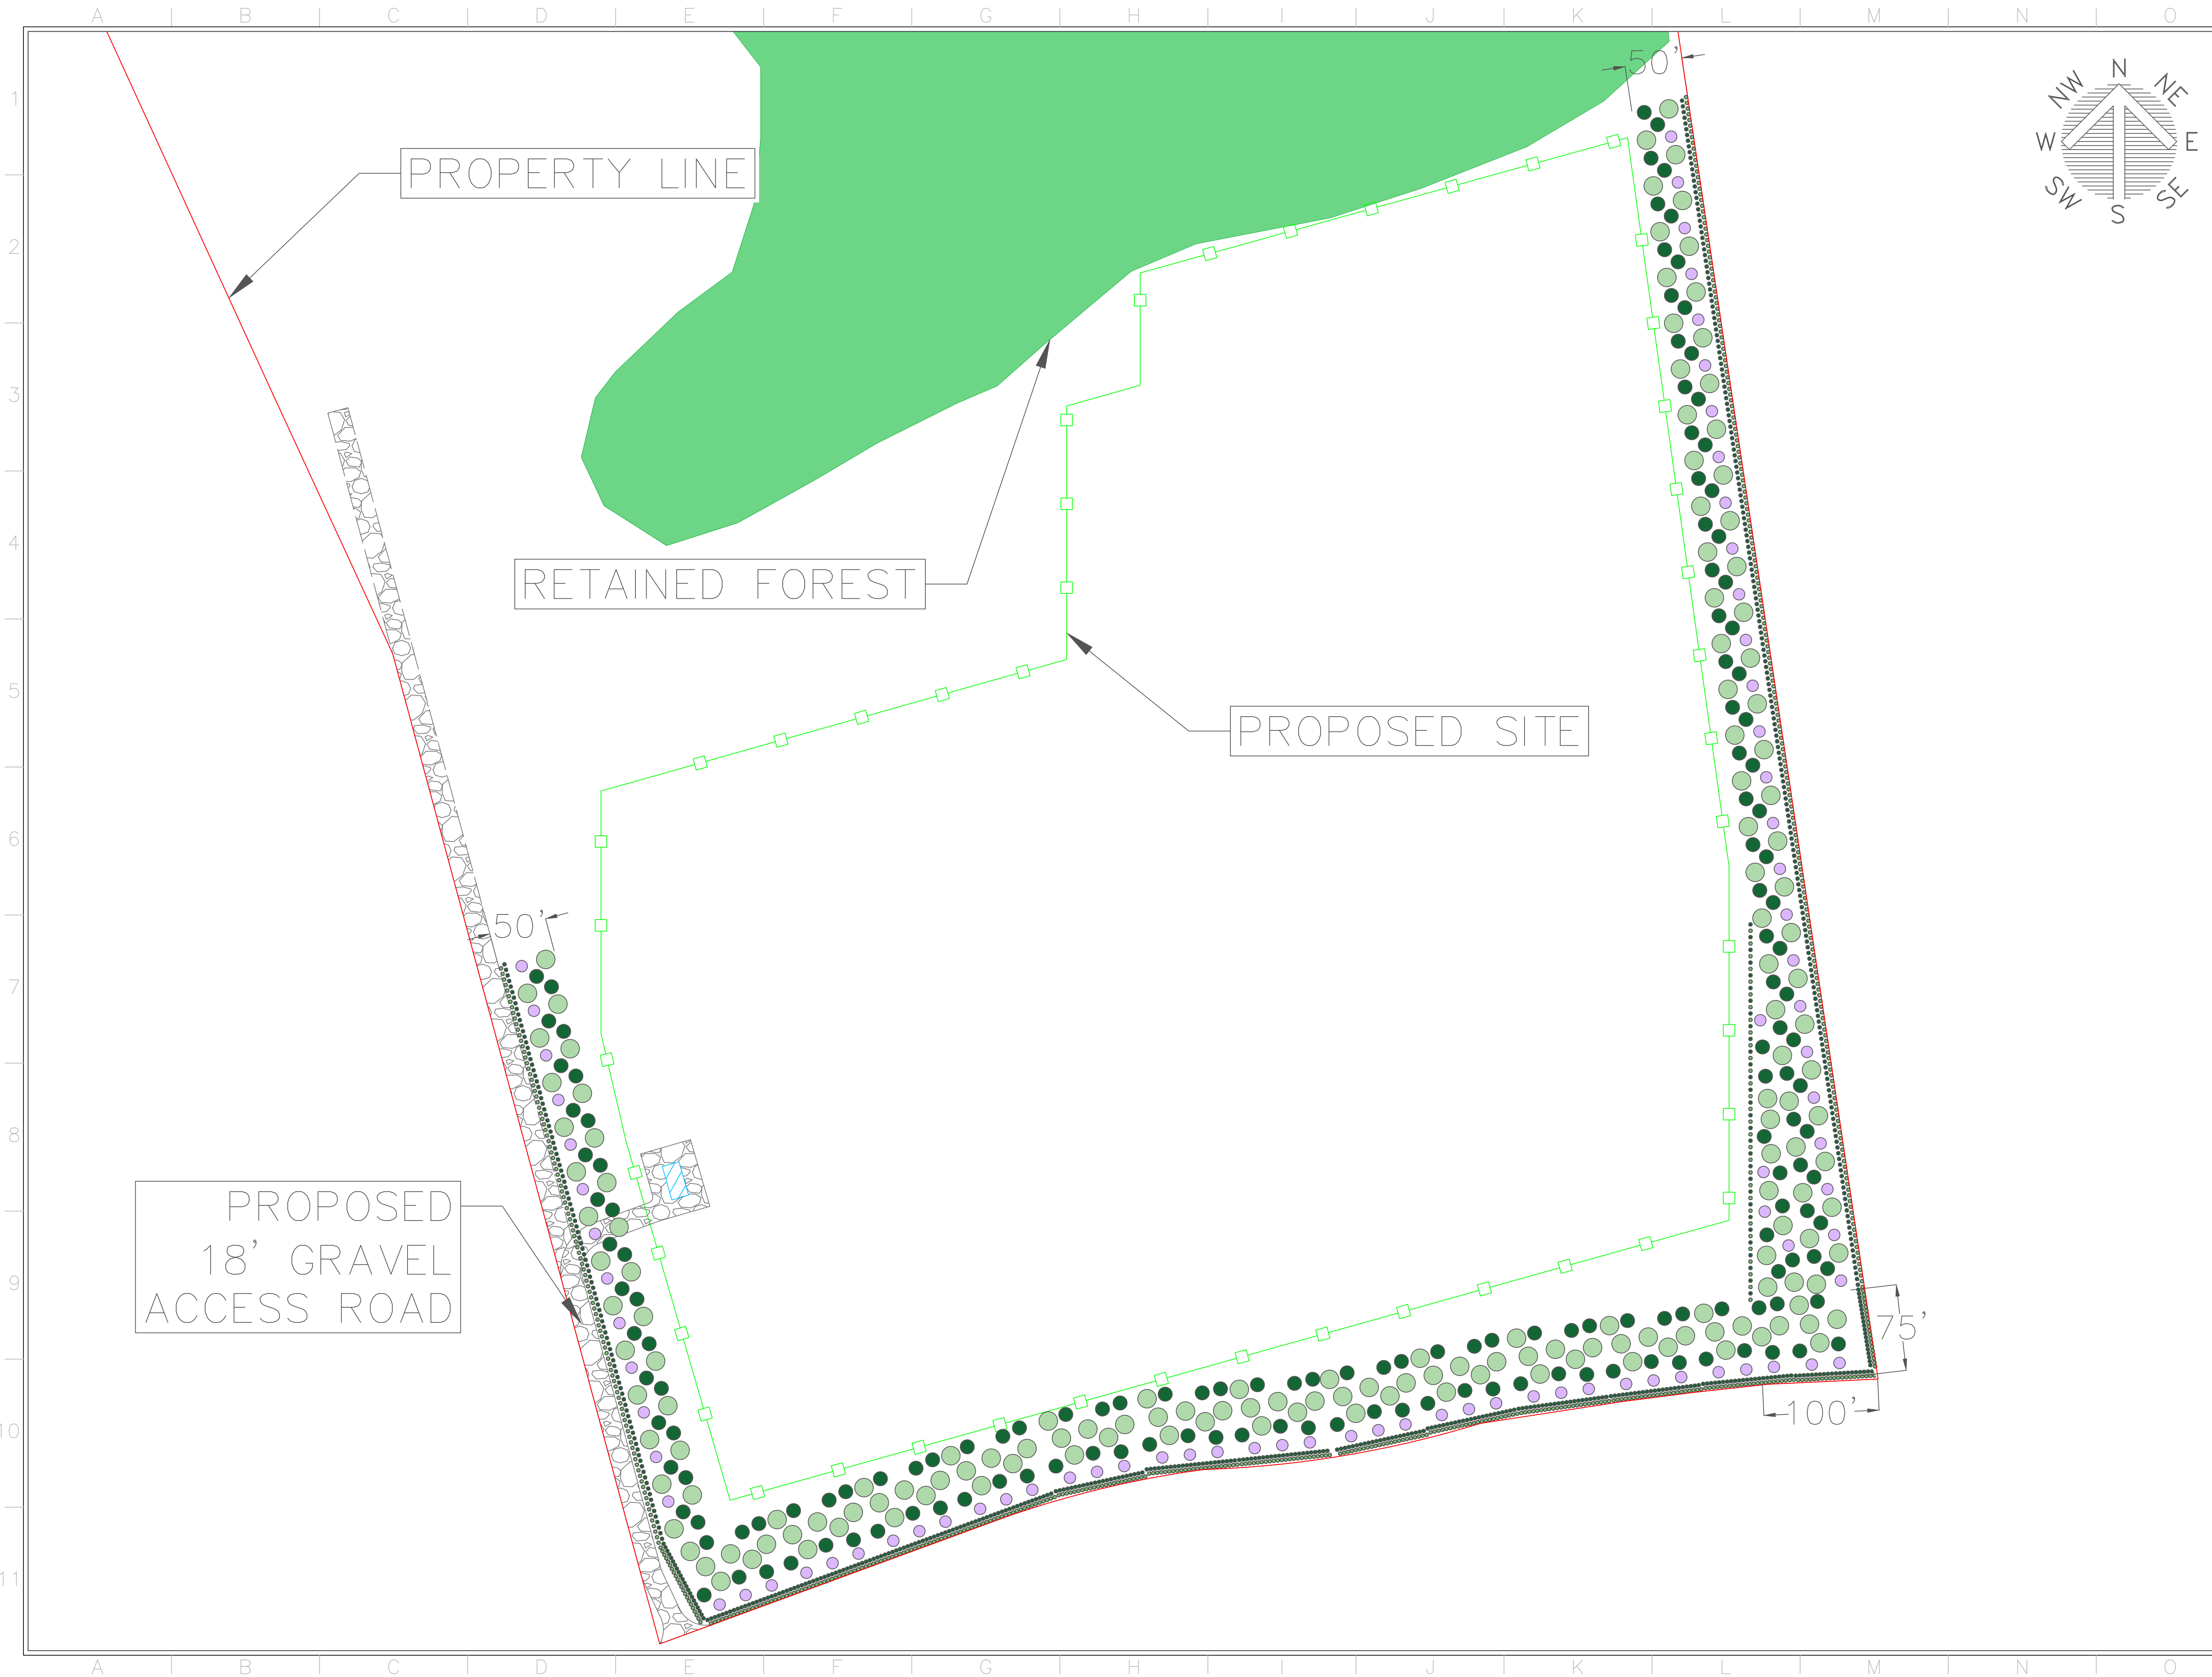 A B C D E F G H I J K L M N O
1
2
3
4
5
6
7
8
9
10
11
N
NW NE
W E
SW SE
S
50'
PROPERTY LINE
RETAINED FOREST
PROPOSED SITE
50'
PROPOSED
18' GRAVEL
ACCESS ROAD
75'
100'
A B C D E F G H I J K L M N O